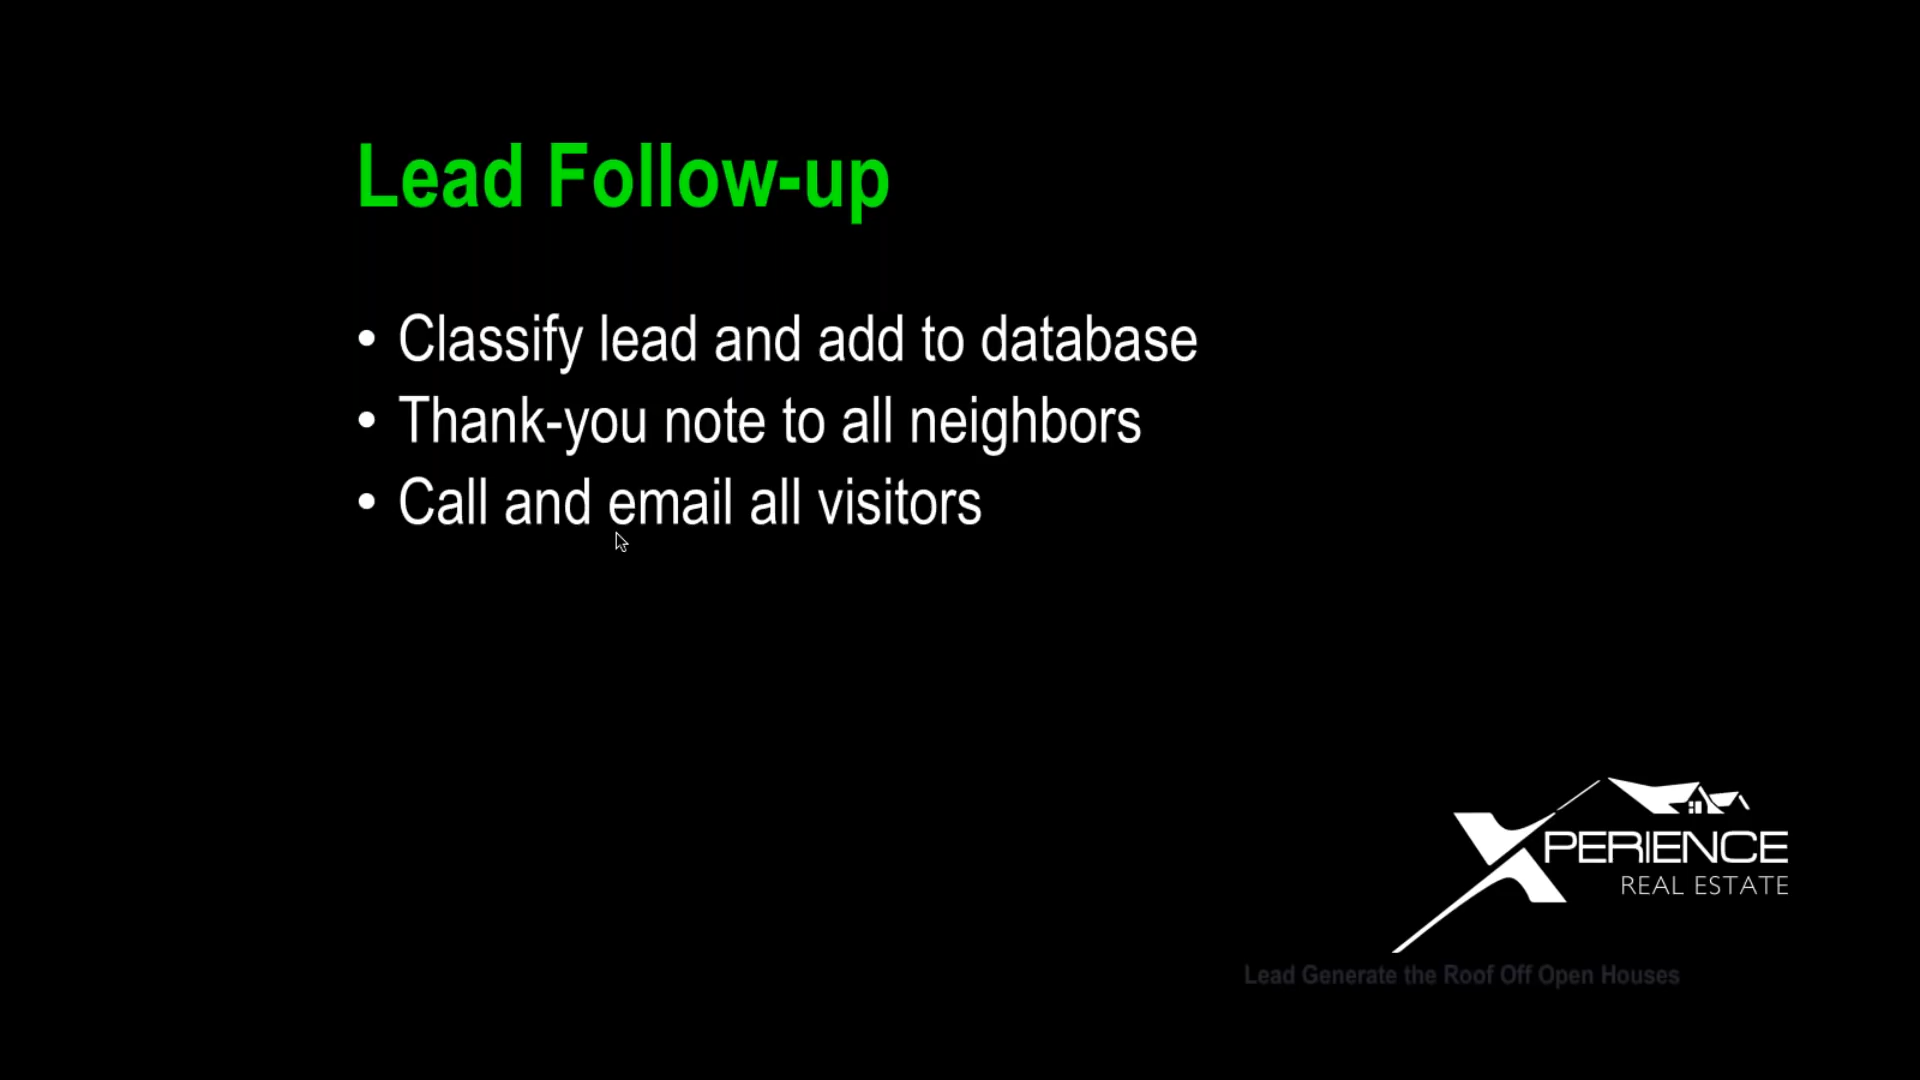 Lead Follow-up
• Classify lead and add to database
• Thank-you note to all neighbors
• Call and email all visitors
XPERIENCE
REAL ESTATE
Lead Generate the Roof Off Open Houses